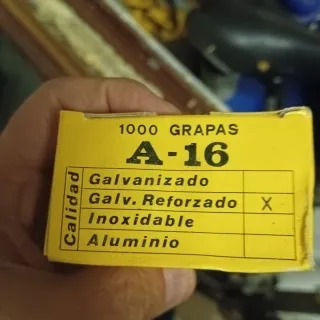 1000 GRAPAS
A-16
Calidad
Galvanizado
Galv. Reforzado X
Inoxidable
Aluminio